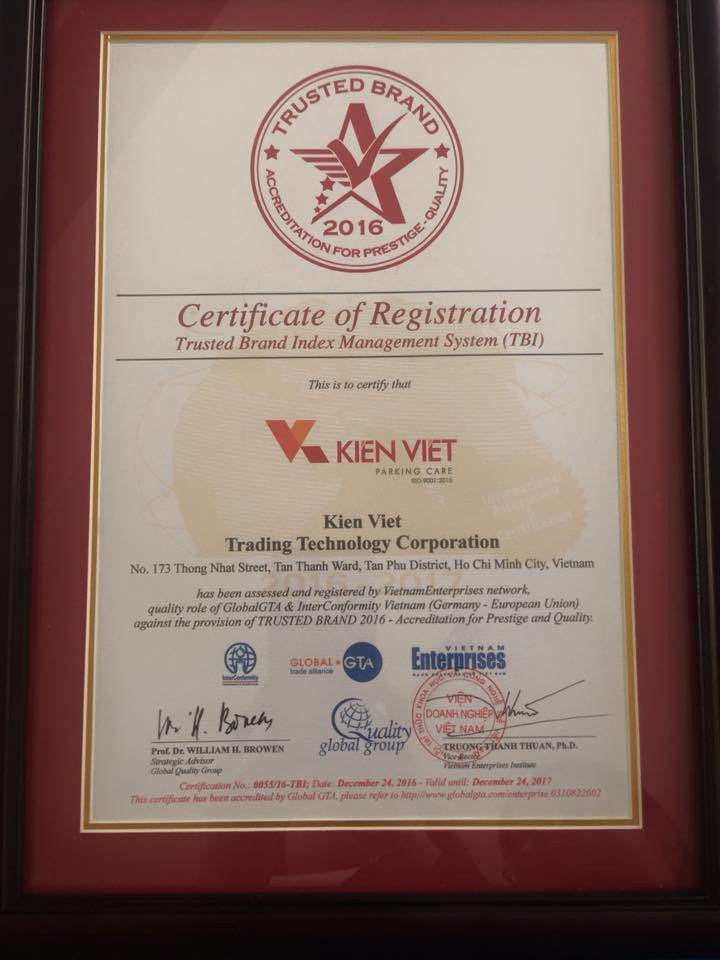 TRUSTED BRAND
2016
ACCREDITATION FOR PRESTIGE - QUALITY
Certificate of Registration
Trusted Brand Index Management System (TBI)
This is to certify that
KIEN VIET
PARKING CARE
ISO 9001:2015
Kien Viet
Trading Technology Corporation
No. 173 Thong Nhat Street, Tan Thanh Ward, Tan Phu District, Ho Chi Minh City, Vietnam
2016 - 2017
has been assessed and registered by VietnamEnterprises network,
quality role of GlobalGTA & InterConformity Vietnam (Germany - European Union)
against the provision of TRUSTED BRAND 2016 - Accreditation for Prestige and Quality.
InterConformity
GLOBAL GTA
trade alliance
VIETNAM
Enterprises
Quality
global group
VIỆN
DOANH NGHIỆP
VIỆT NAM
Prof. Dr. WILLIAM H. BROWEN
Strategic Advisor
Global Quality Group
TRUONG THANH THUAN, Ph.D.
Vice Rector
Vietnam Enterprises Institute
Certification No.: 0055/16-TBI; Date: December 24, 2016 - Valid until: December 24, 2017
This certificate has been accredited by Global GTA, please refer to http://www.globalgta.com/enterprise.0310822602